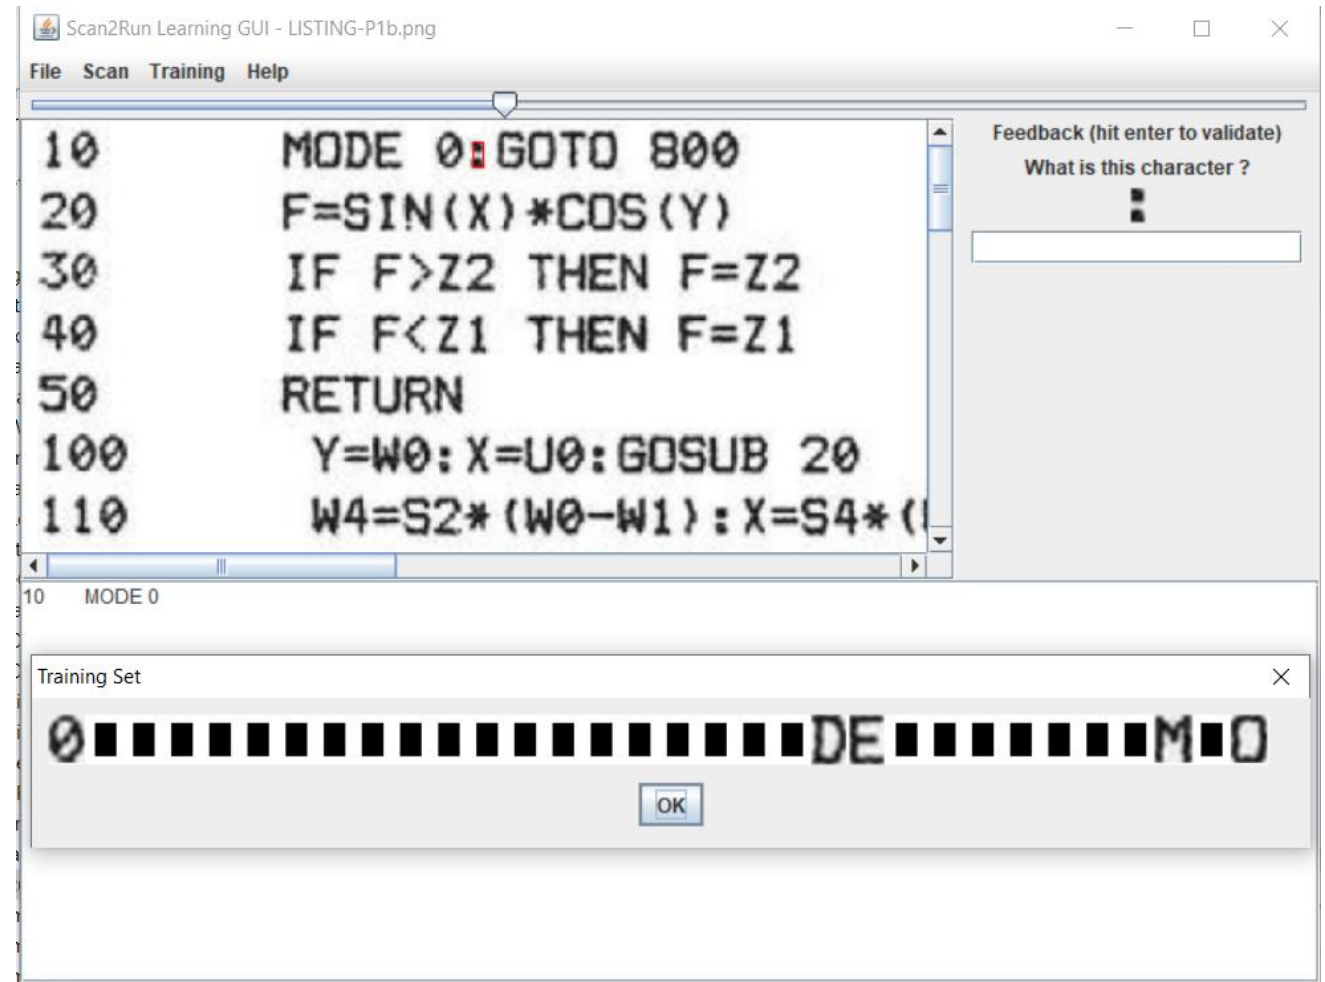 Scan2Run Learning GUI - LISTING-P1b.png
File Scan Training Help
10 MODE 0:GOTO 800
20 F=SIN(X)*COS(Y)
30 IF F>Z2 THEN F=Z2
40 IF F<Z1 THEN F=Z1
50 RETURN
100 Y=W0:X=U0:GOSUB 20
110 W4=S2*(W0-W1):X=S4*(
Feedback (hit enter to validate)
What is this character ?
:
10 MODE 0
Training Set
0 DE M O
OK